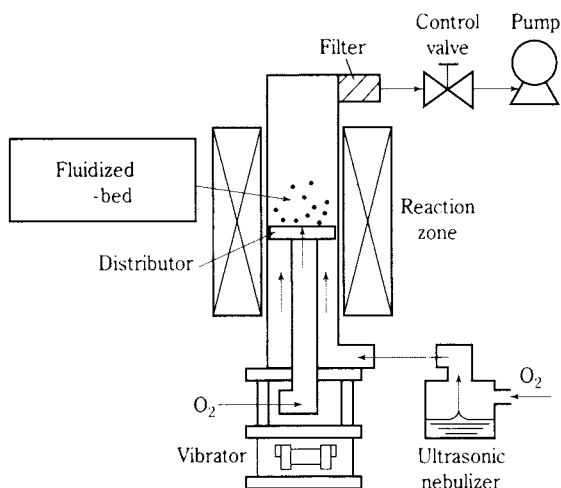 Filter
Control
valve
Pump
Fluidized
-bed
Reaction
zone
Distributor
O₂
O₂
Vibrator
Ultrasonic
nebulizer